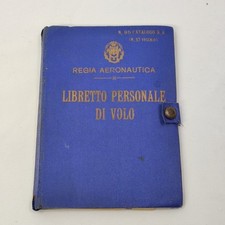 REGIA AERONAUTICA
LIBRETTO PERSONALE
DI VOLO